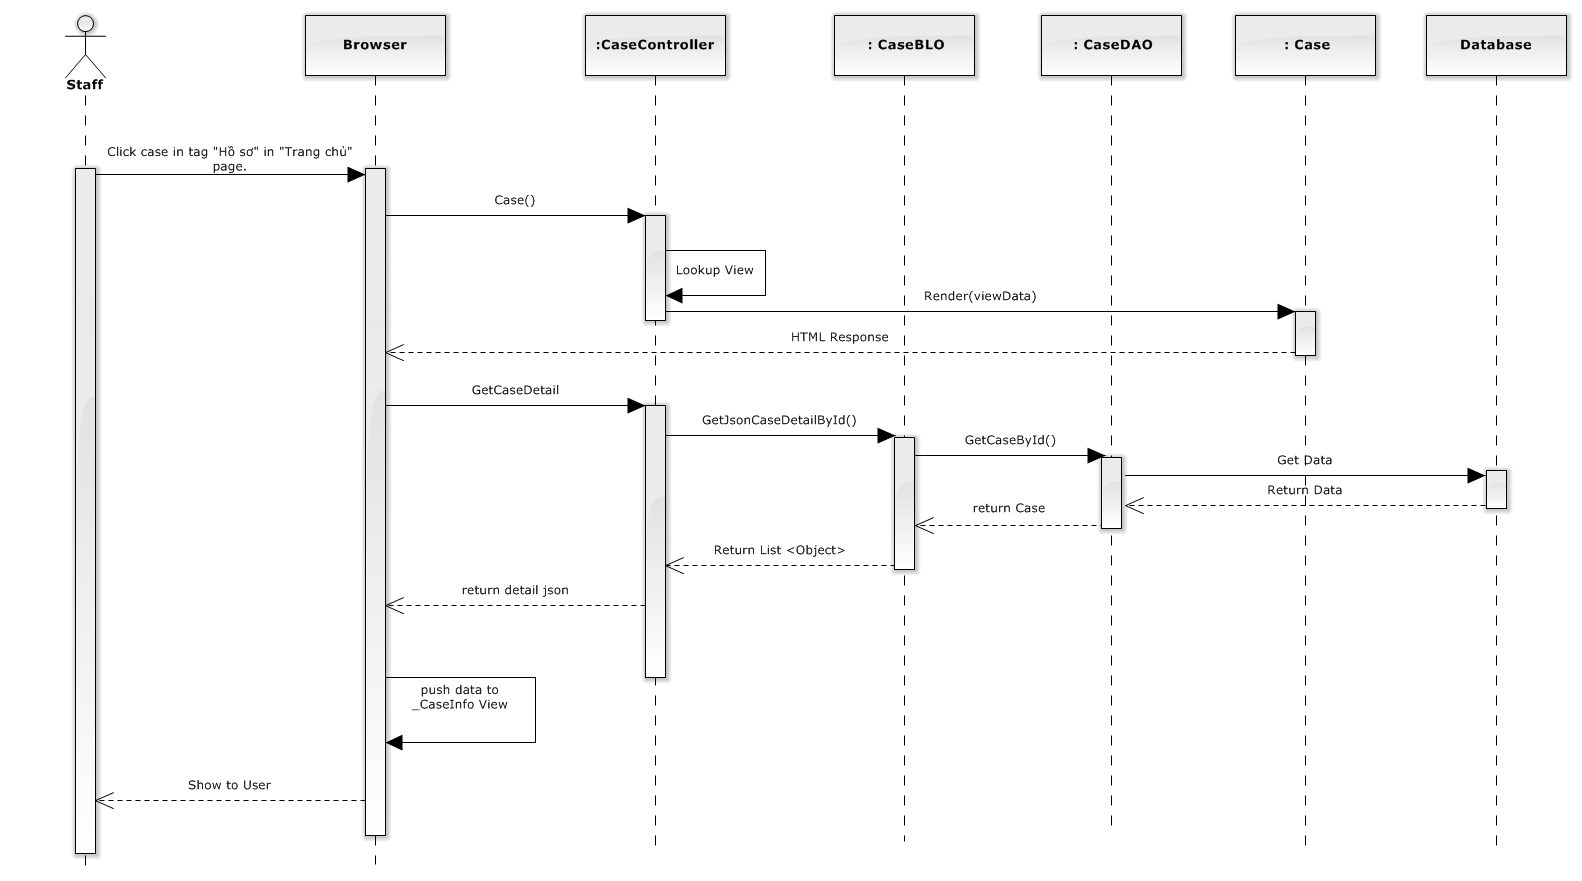 Staff
Browser
:CaseController
: CaseBLO
: CaseDAO
: Case
Database
Click case in tag "Hồ sơ" in "Trang chủ"
page.
Case()
Lookup View
Render(viewData)
HTML Response
GetCaseDetail
GetJsonCaseDetailById()
GetCaseById()
Get Data
Return Data
return Case
Return List <Object>
return detail json
push data to
_CaseInfo View
Show to User